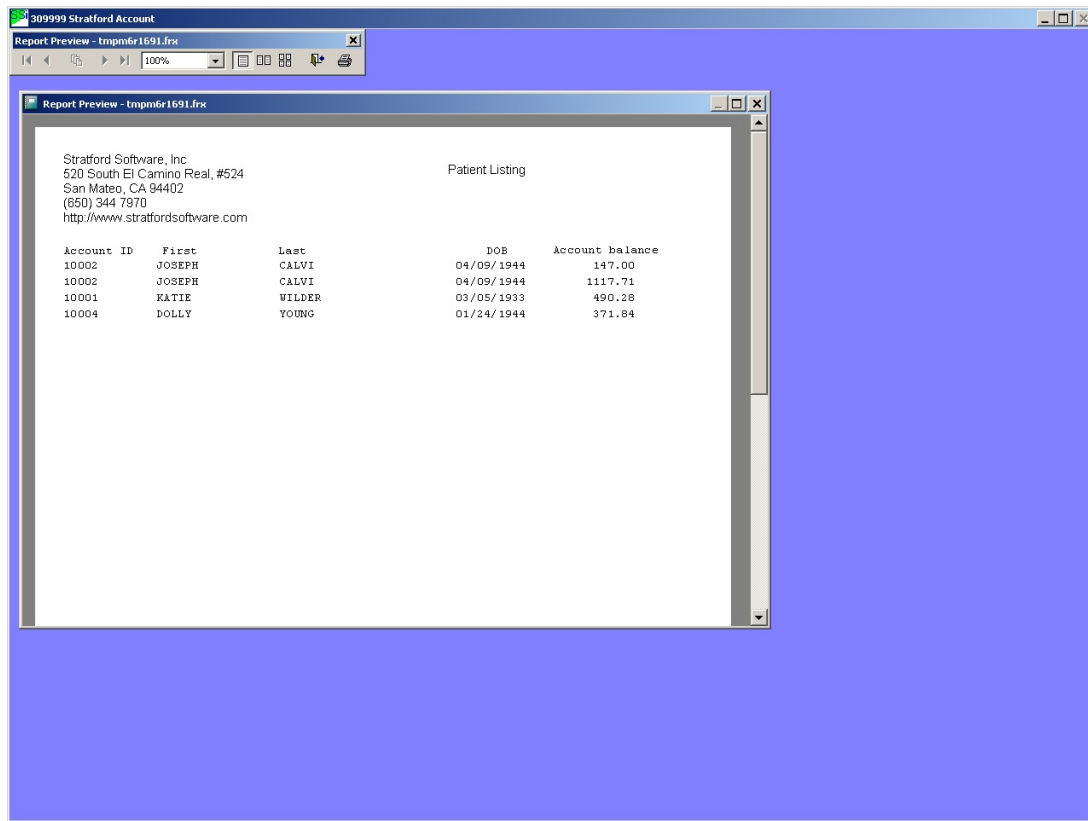 SSI 309999 Stratford Account
Report Preview - tmpm6r1691.frx
100%
Report Preview - tmpm6r1691.frx
Stratford Software, Inc
520 South El Camino Real, #524
San Mateo, CA 94402
(650) 344 7970
http://www.stratfordsoftware.com
Patient Listing
Account ID First Last DOB Account balance
10002 JOSEPH CALVI 04/09/1944 147.00
10002 JOSEPH CALVI 04/09/1944 1117.71
10001 KATIE WILDER 03/05/1933 490.28
10004 DOLLY YOUNG 01/24/1944 371.84